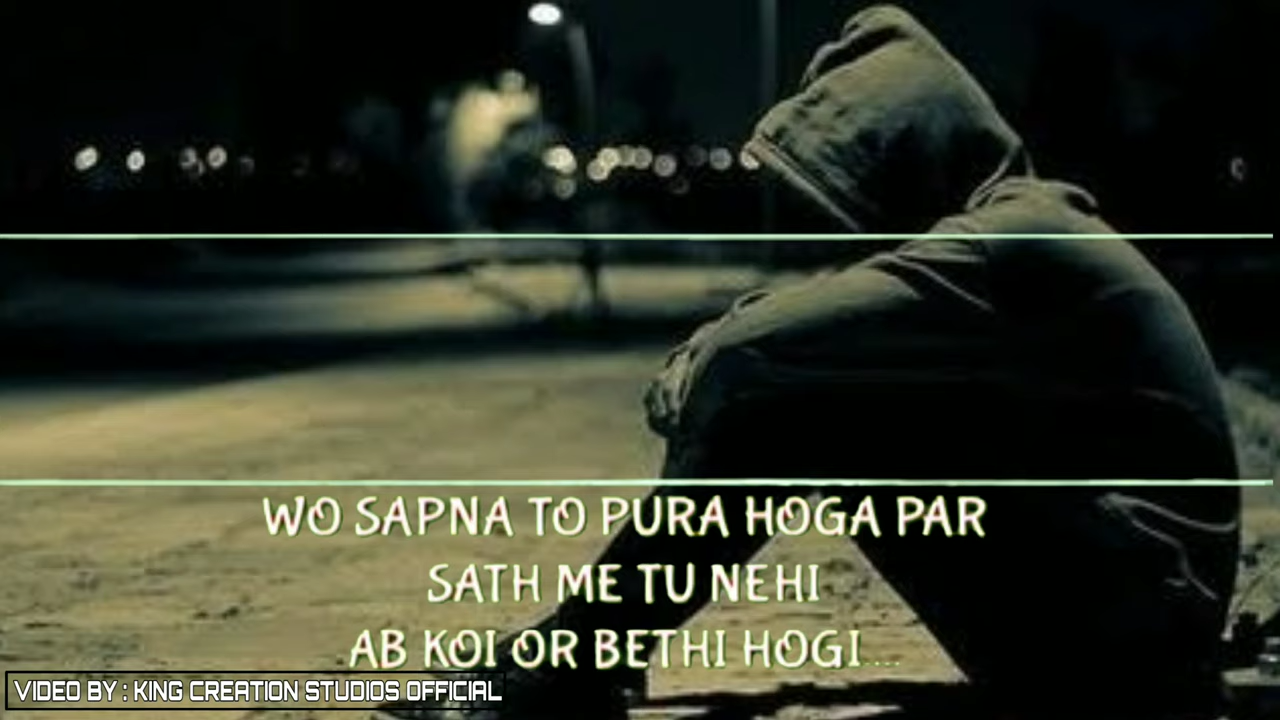 WO SAPNA TO PURA HOGA PAR
SATH ME TU NEHI
AB KOI OR BETHI HOGI....
VIDEO BY : KING CREATION STUDIOS OFFICIAL